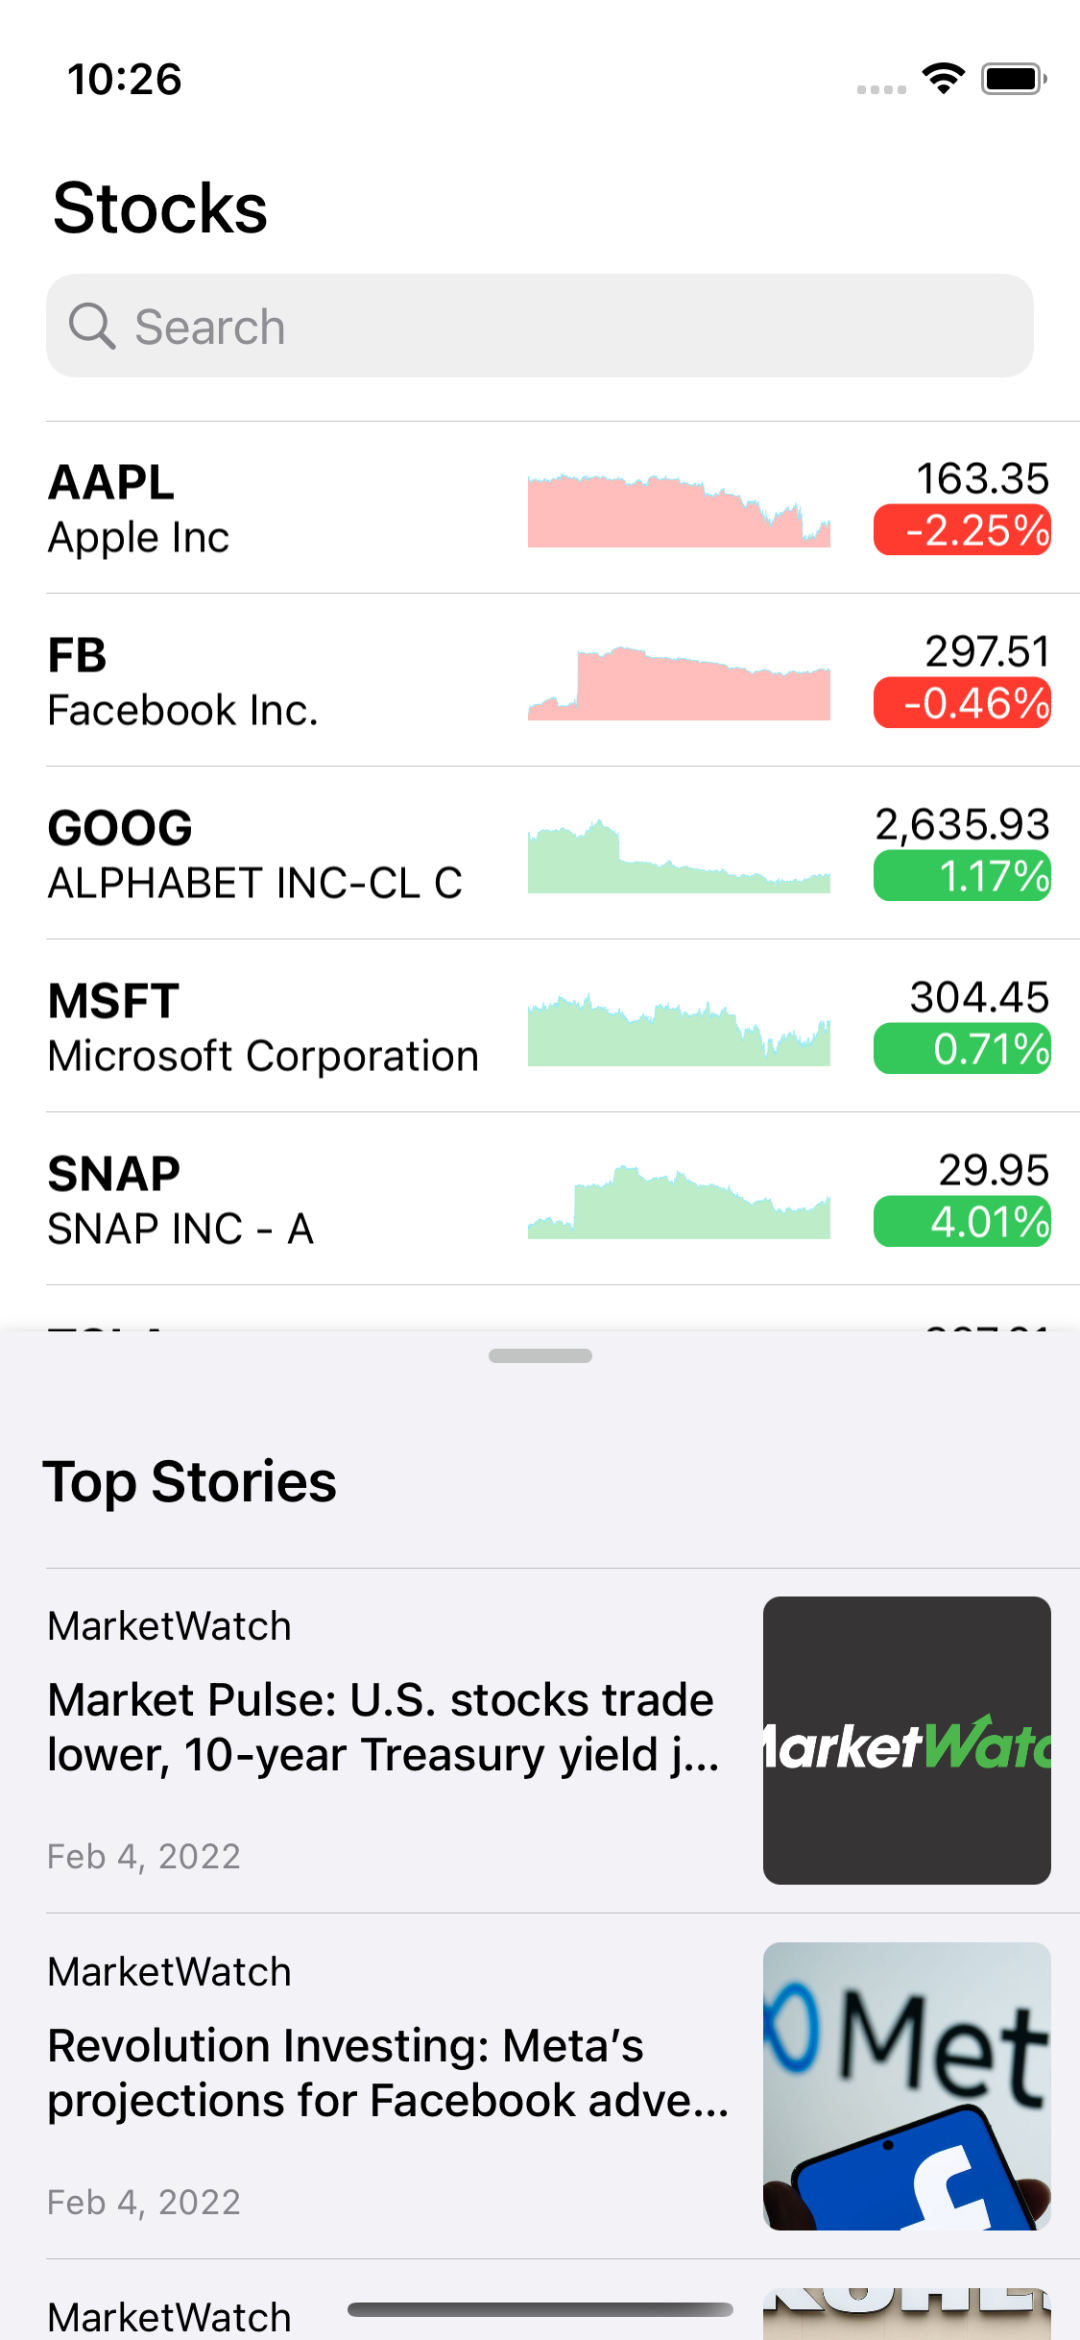 10:26
Stocks
Search
AAPL
163.35
Apple Inc
-2.25%
FB
297.51
Facebook Inc.
-0.46%
GOOG
2,635.93
ALPHABET INC-CL C
1.17%
MSFT
304.45
Microsoft Corporation
0.71%
SNAP
29.95
SNAP INC - A
4.01%
Top Stories
MarketWatch
Market Pulse: U.S. stocks trade
lower, 10-year Treasury yield j...
MarketWatc
Feb 4, 2022
MarketWatch
Revolution Investing: Meta's
projections for Facebook adve...
Met
f
Feb 4, 2022
MarketWatch